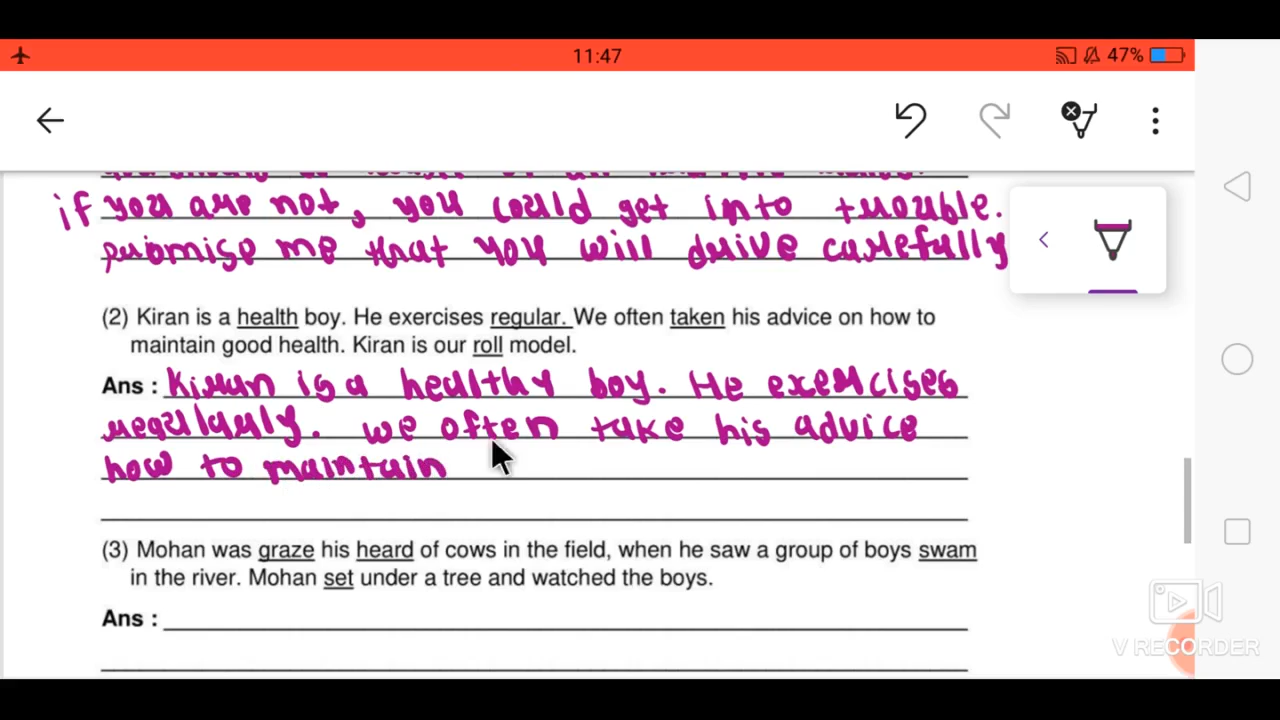 11:47
47%
if you are not, you could get into trouble.
promise me that you will drive carefully
(2) Kiran is a health boy. He exercises regular. We often taken his advice on how to
maintain good health. Kiran is our roll model.
Ans : Kiran is a healthy boy. He exercises
regularly. we often take his advice
how to maintain
(3) Mohan was graze his heard of cows in the field, when he saw a group of boys swam
in the river. Mohan set under a tree and watched the boys.
Ans :
V RECORDER